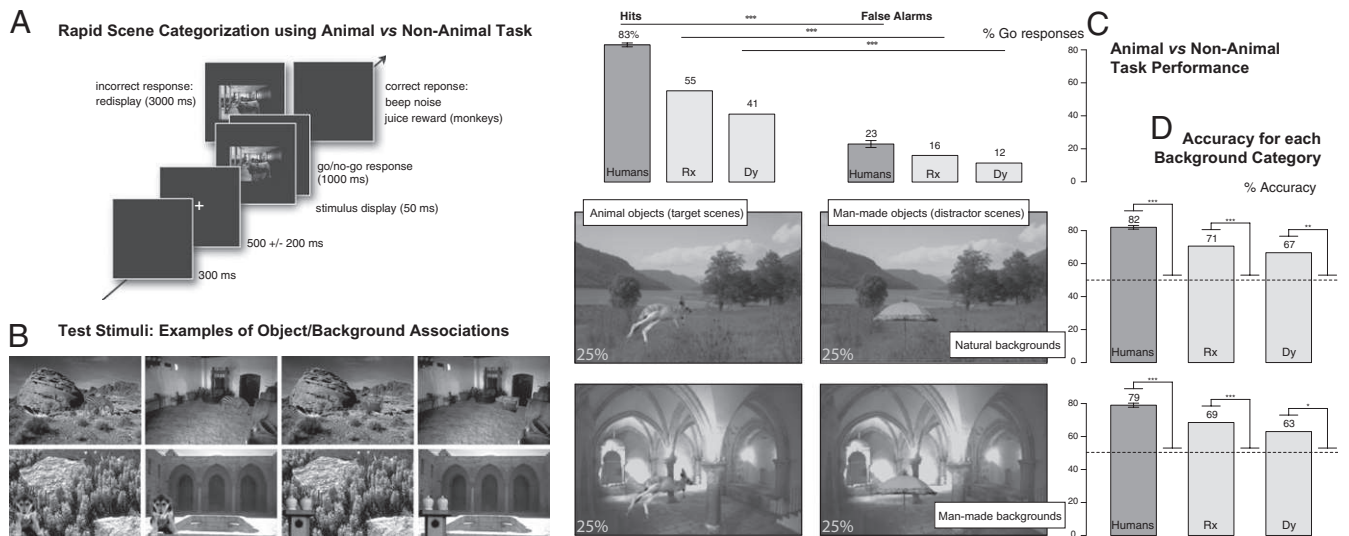 A
Rapid Scene Categorization using Animal vs Non-Animal Task
incorrect response:
redisplay (3000 ms)
correct reponse:
beep noise
juice reward (monkeys)
go/no-go response
(1000 ms)
stimulus display (50 ms)
+
500 +/- 200 ms
300 ms
B
Test Stimuli: Examples of Object/Background Associations
Hits
***
False Alarms
***
***
% Go responses
83%
55
41
23
16
12
Humans
Rx
Dy
Humans
Rx
Dy
80
60
40
20
0
C
Animal vs Non-Animal
Task Performance
Animal objects (target scenes)
Man-made objects (distractor scenes)
25%
25%
Natural backgrounds
25%
25%
Man-made backgrounds
D
Accuracy for each
Background Category
% Accuracy
***
***
**
82
71
67
80
60
40
20
0
Humans
Rx
Dy
***
***
*
79
69
63
80
60
40
20
0
Humans
Rx
Dy